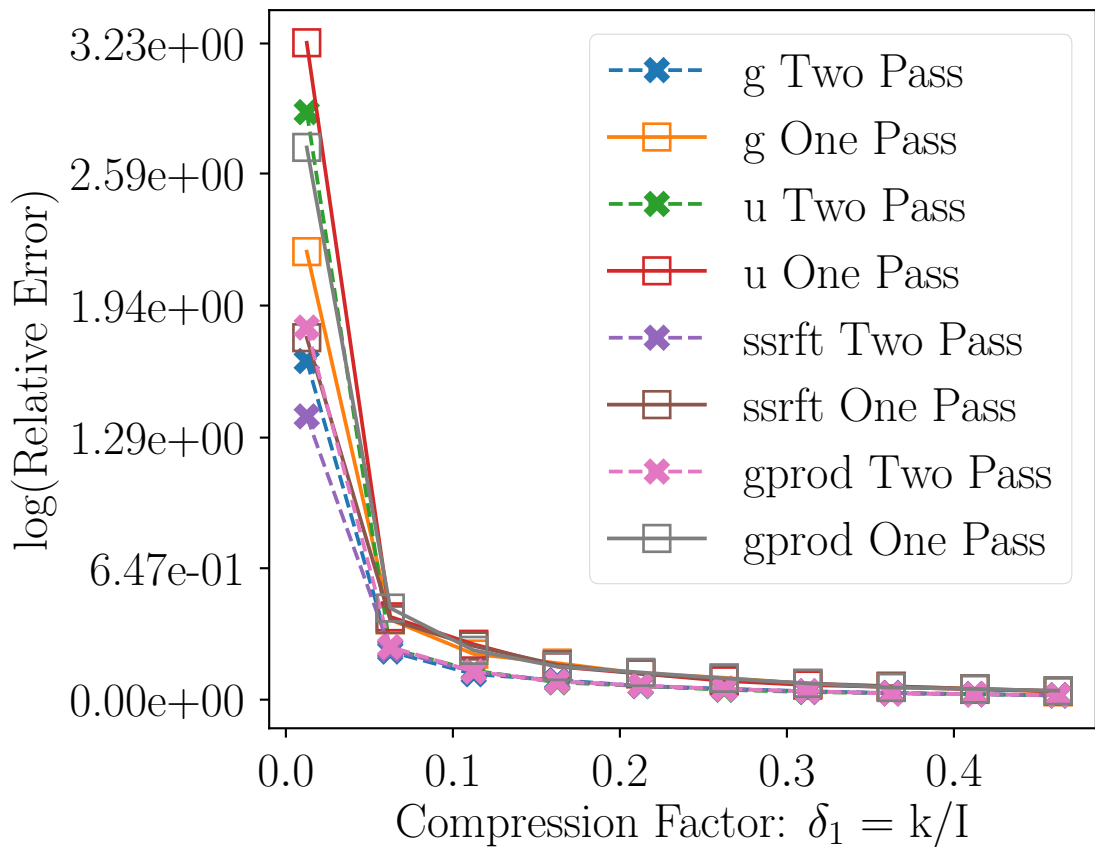 log(Relative Error)
3.23e+00
2.59e+00
1.94e+00
1.29e+00
6.47e-01
0.00e+00
g Two Pass
g One Pass
u Two Pass
u One Pass
ssrft Two Pass
ssrft One Pass
gprod Two Pass
gprod One Pass
0.0 0.1 0.2 0.3 0.4
Compression Factor: δ₁ = k/I